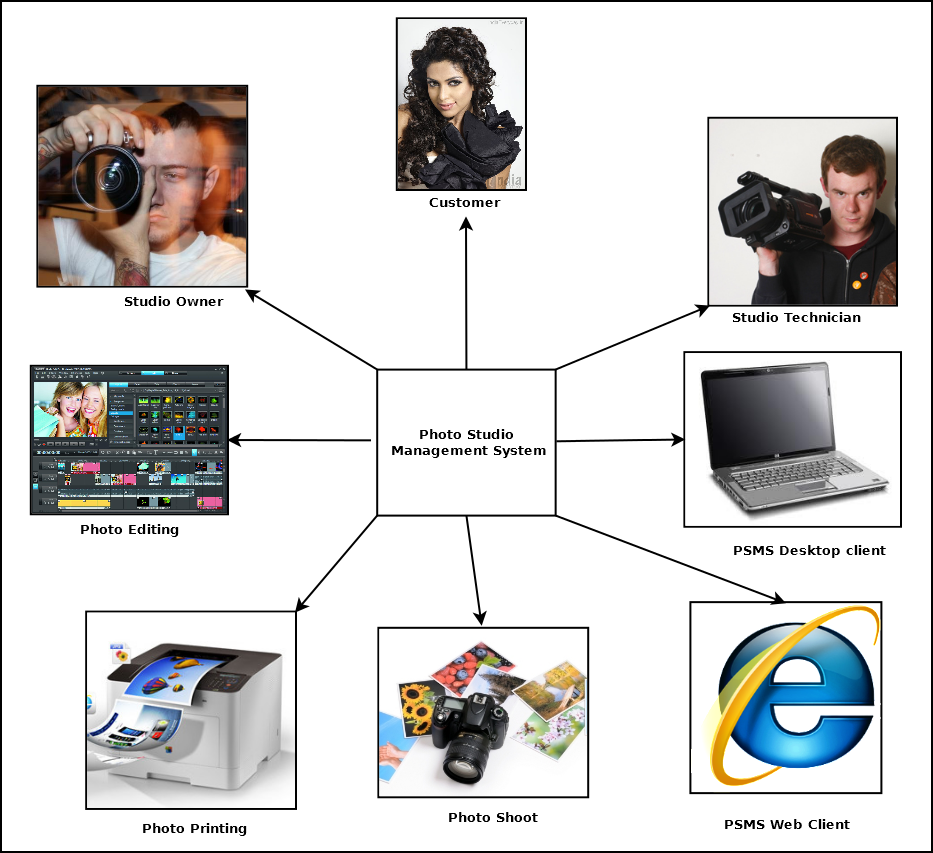 Customer
Studio Owner
Studio Technician
Photo Studio
Management System
Photo Editing
PSMS Desktop client
Photo Printing
Photo Shoot
PSMS Web Client